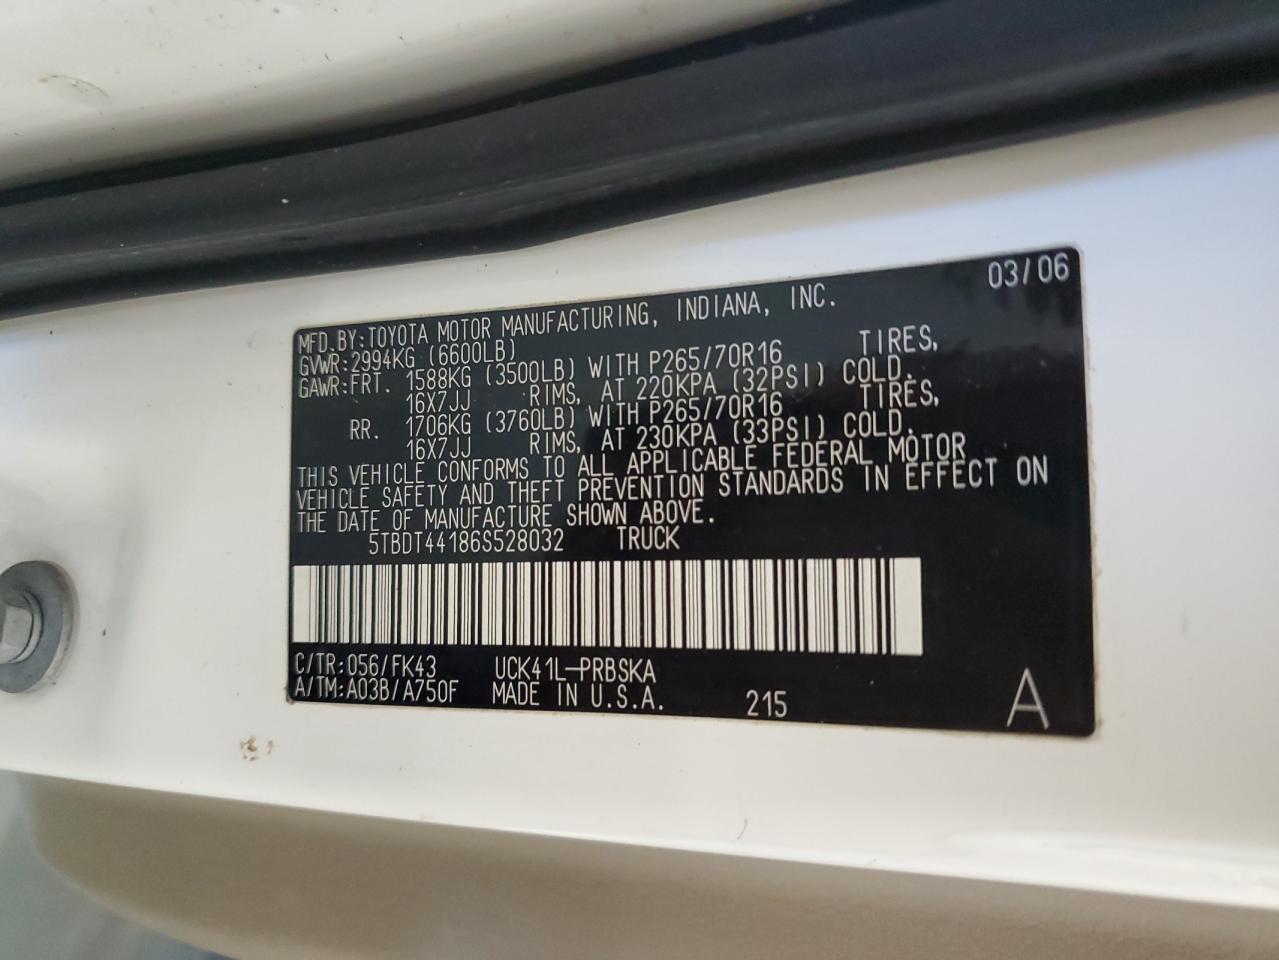 03/06
MFD.BY:TOYOTA MOTOR MANUFACTURING, INDIANA, INC.
GVWR:2994KG (6600LB)
GAWR:FRT. 1588KG (3500LB) WITH P265/70R16 TIRES,
16X7JJ RIMS, AT 220KPA (32PSI) COLD.
RR. 1706KG (3760LB) WITH P265/70R16 TIRES,
16X7JJ RIMS, AT 230KPA (33PSI) COLD.
THIS VEHICLE CONFORMS TO ALL APPLICABLE FEDERAL MOTOR
VEHICLE SAFETY AND THEFT PREVENTION STANDARDS IN EFFECT ON
THE DATE OF MANUFACTURE SHOWN ABOVE.
5TBDT44186S528032 TRUCK
C/TR:056/FK43 UCK41L-PRBSKA
A/TM:A03B/A750F MADE IN U.S.A. 215 A